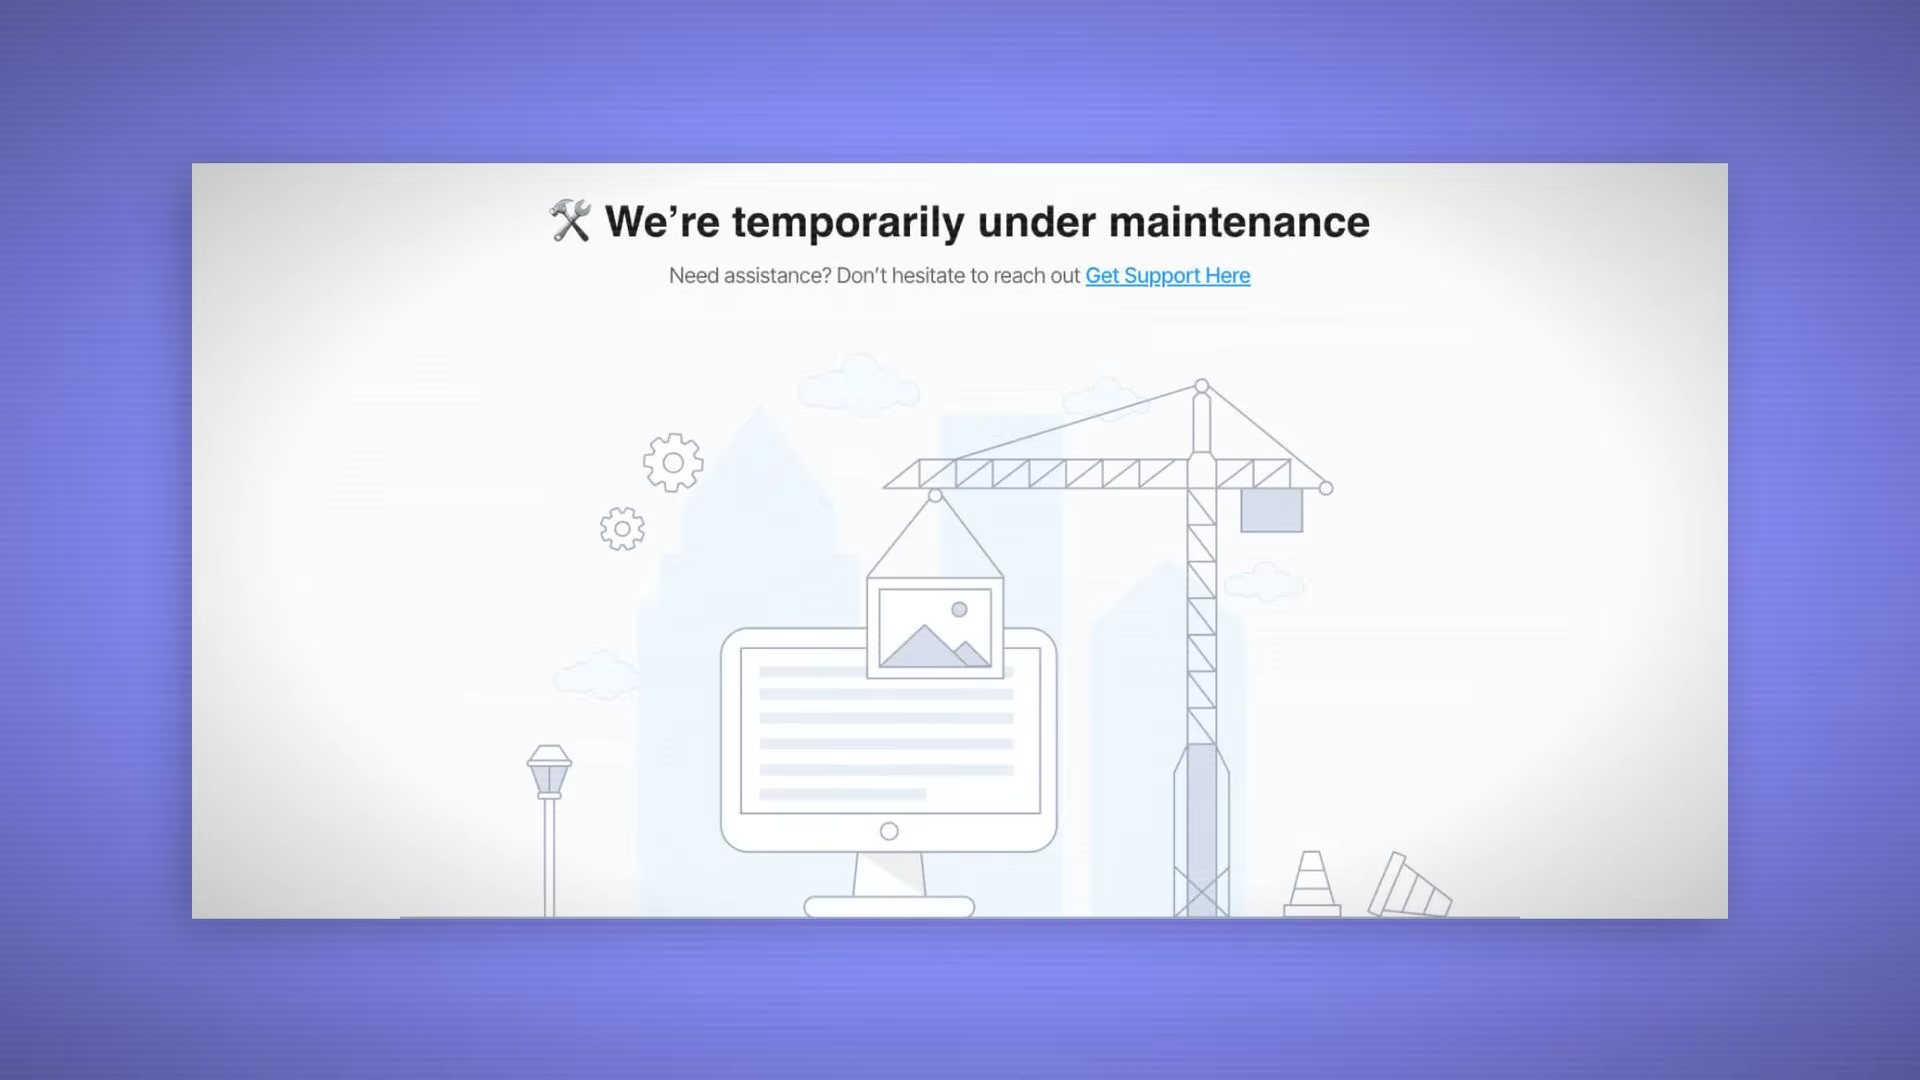 We’re temporarily under maintenance
Need assistance? Don’t hesitate to reach out Get Support Here